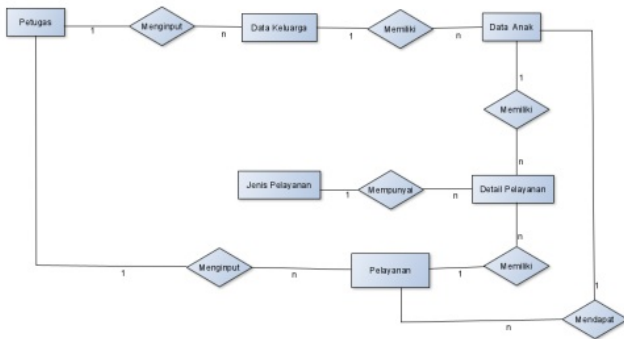 Petugas
1
Menginput
n
Data Keluarga
1
Memiliki
n
Data Anak
1
Memiliki
n
Jenis Pelayanan
1
Mempunyai
n
Detail Pelayanan
n
Memiliki
1
Pelayanan
n
Menginput
1
1
Mendapat
n